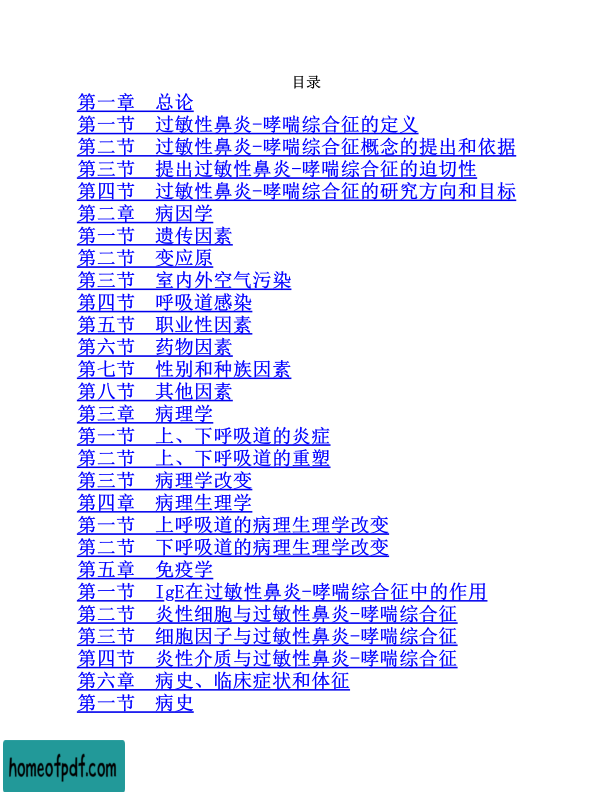 目录
第一章　总论
第一节　过敏性鼻炎-哮喘综合征的定义
第二节　过敏性鼻炎-哮喘综合征概念的提出和依据
第三节　提出过敏性鼻炎-哮喘综合征的迫切性
第四节　过敏性鼻炎-哮喘综合征的研究方向和目标
第二章　病因学
第一节　遗传因素
第二节　变应原
第三节　室内外空气污染
第四节　呼吸道感染
第五节　职业性因素
第六节　药物因素
第七节　性别和种族因素
第八节　其他因素
第三章　病理学
第一节　上、下呼吸道的炎症
第二节　上、下呼吸道的重塑
第三节　病理学改变
第四章　病理生理学
第一节　上呼吸道的病理生理学改变
第二节　下呼吸道的病理生理学改变
第五章　免疫学
第一节　IgE在过敏性鼻炎-哮喘综合征中的作用
第二节　炎性细胞与过敏性鼻炎-哮喘综合征
第三节　细胞因子与过敏性鼻炎-哮喘综合征
第四节　炎性介质与过敏性鼻炎-哮喘综合征
第六章　病史、临床症状和体征
第一节　病史
homeofpdf.com